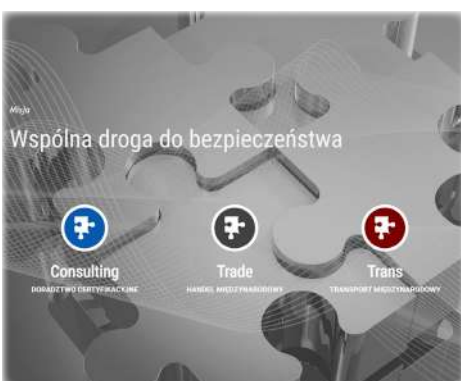 Misja
Wspólna droga do bezpieczeństwa
Consulting Trade Trans
DORADZTWO CERTYFIKACYJNE HANDEL MIĘDZYNARODOWY TRANSPORT MIĘDZYNARODOWY